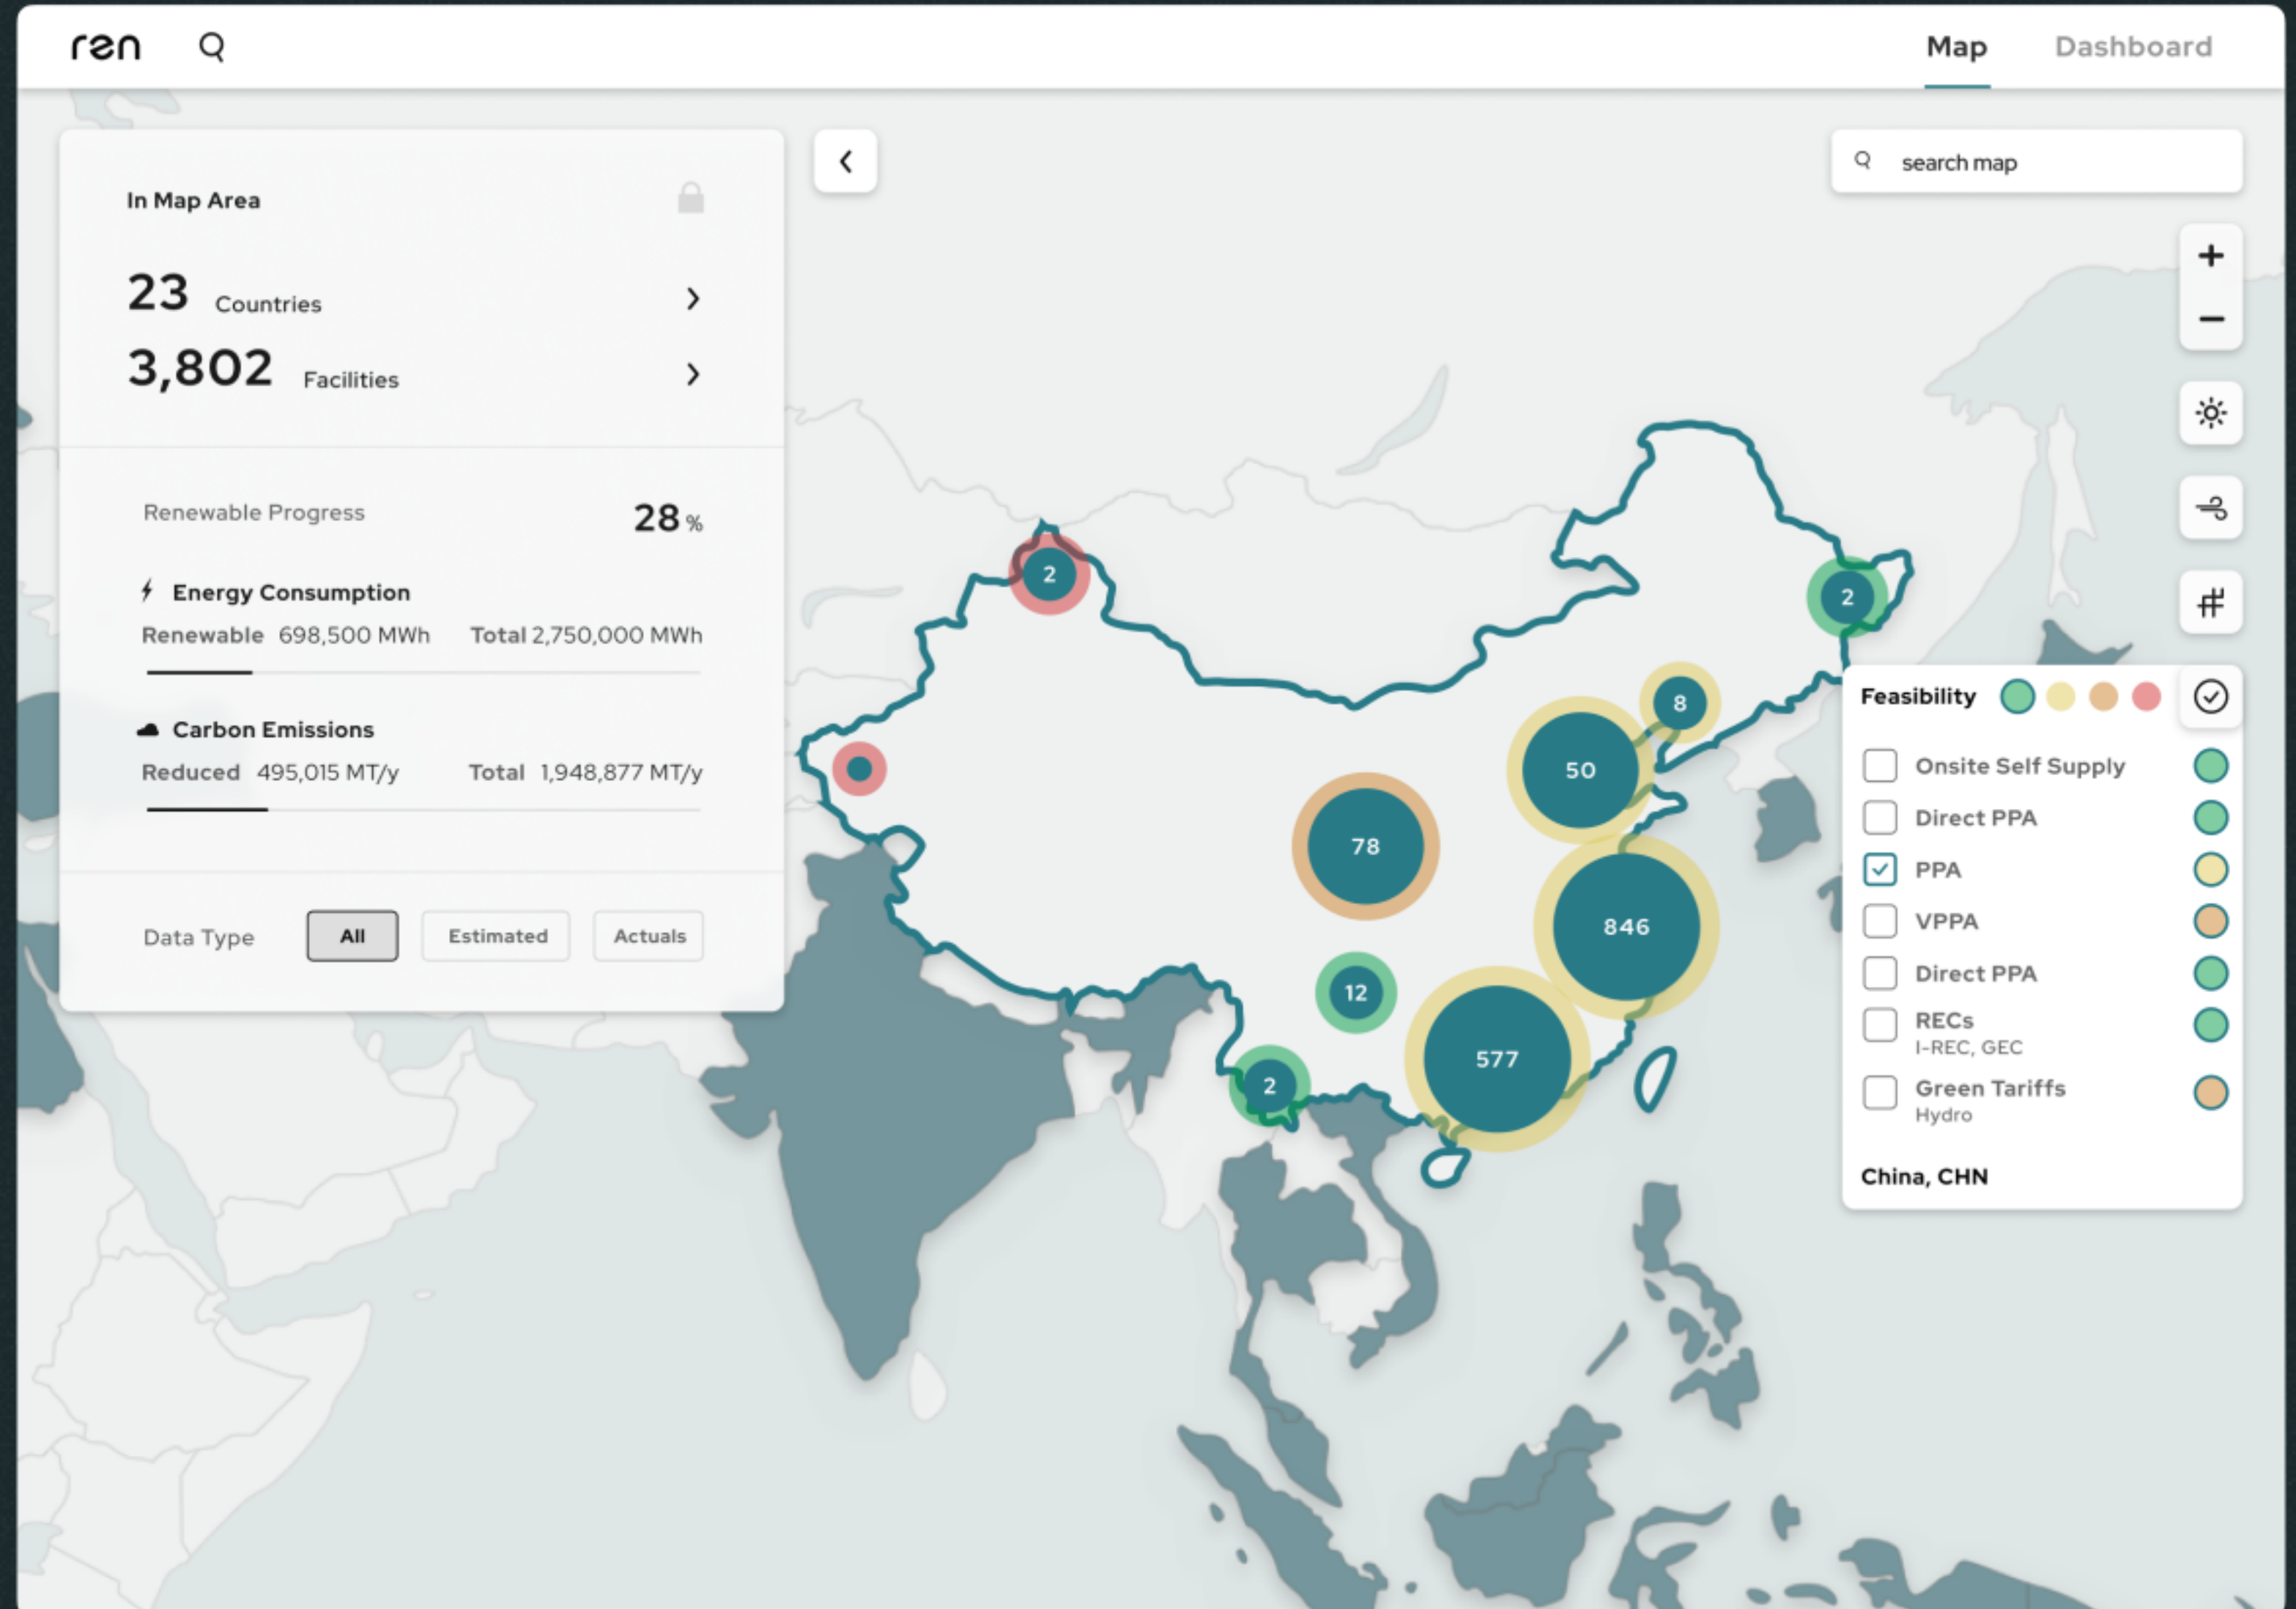 ren
Map
Dashboard
search map
In Map Area
23 Countries
3,802 Facilities
Renewable Progress 28 %
Energy Consumption
Renewable 698,500 MWh Total 2,750,000 MWh
Carbon Emissions
Reduced 495,015 MT/y Total 1,948,877 MT/y
Data Type All Estimated Actuals
2
2
8
50
78
846
12
577
2
Feasibility
Onsite Self Supply
Direct PPA
PPA
VPPA
Direct PPA
RECs
I-REC, GEC
Green Tariffs
Hydro
China, CHN